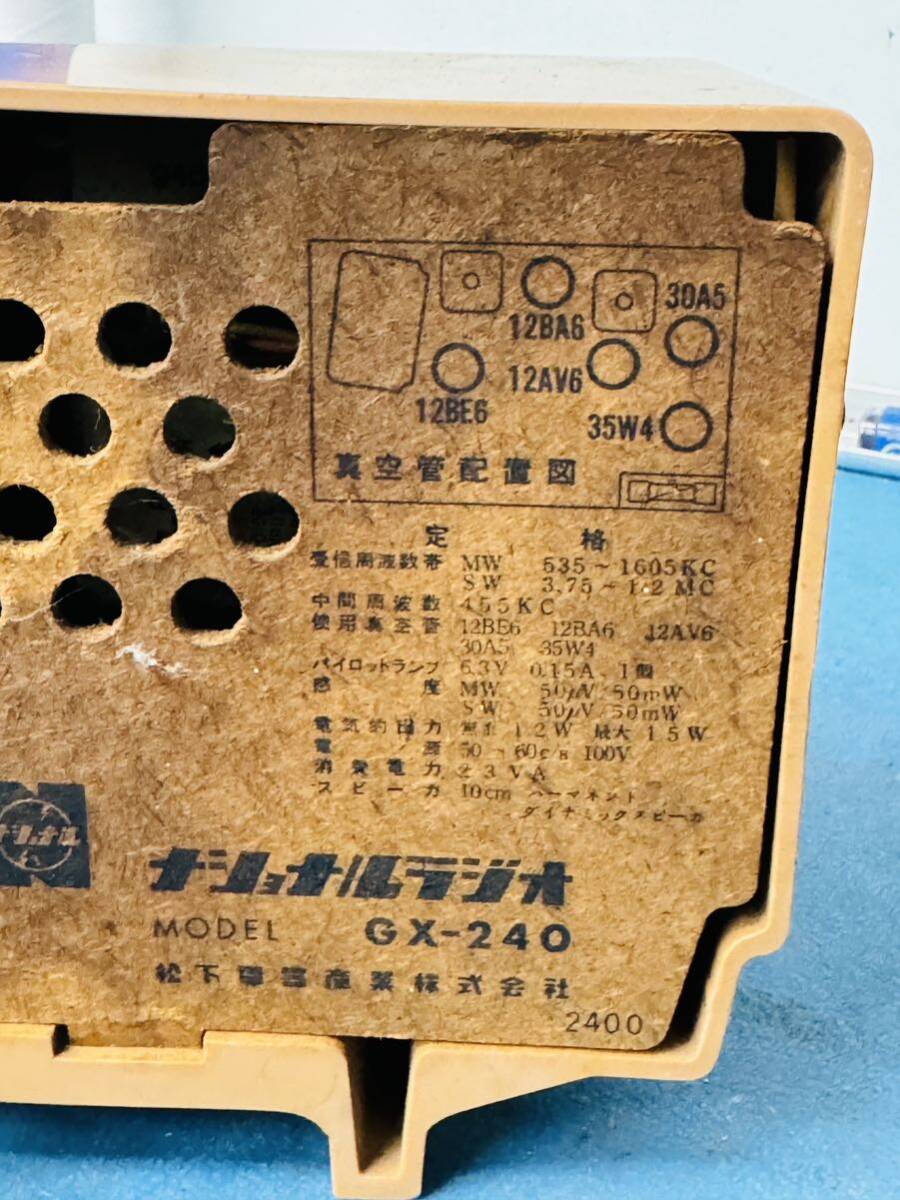 30A5
12BA6
12AV6
12BE6
35W4
真空管配置図
定格
受信周波数帯 MW 535~1605KC
SW 3.75~12MC
中間周波数 455KC
使用真空管 12BE6 12BA6 12AV6
30A5 35W4
パイロットランプ 6.3V 0.15A 1個
感度 MW 50μV/50mW
SW 50μV/50mW
電気的出力 無歪 1.2W 最大 1.5W
電源 50~60c/s 100V
消費電力 23VA
スピーカ 10cm パーマネント
ダイナミックスピーカ
ナショナル
ナショナルラジオ
MODEL GX-240
松下電器産業株式会社
2400